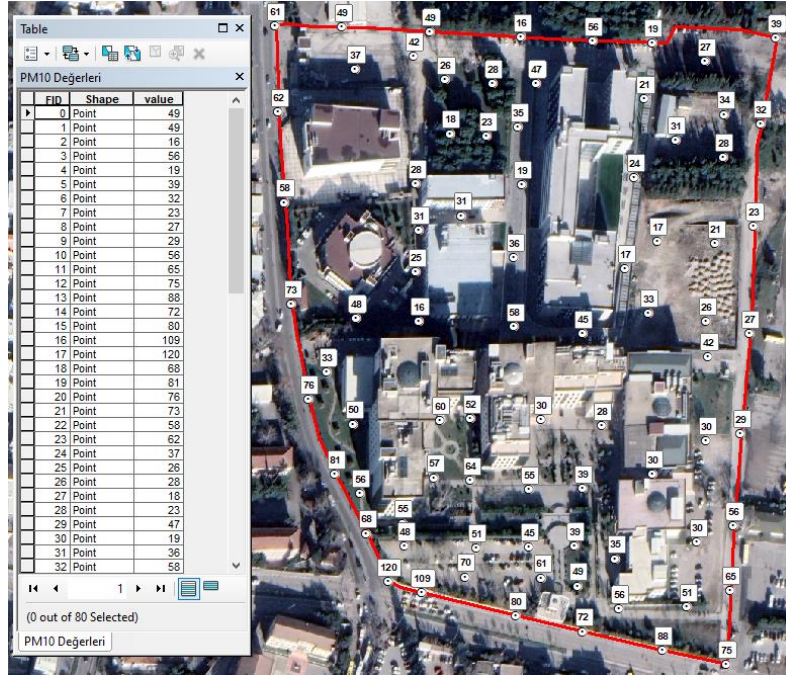 Table
PM10 Değerleri
FID Shape value
0 Point 49
1 Point 49
2 Point 16
3 Point 56
4 Point 19
5 Point 39
6 Point 32
7 Point 23
8 Point 27
9 Point 29
10 Point 56
11 Point 65
12 Point 75
13 Point 88
14 Point 72
15 Point 80
16 Point 109
17 Point 120
18 Point 68
19 Point 81
20 Point 76
21 Point 73
22 Point 58
23 Point 62
24 Point 37
25 Point 26
26 Point 28
27 Point 18
28 Point 23
29 Point 47
30 Point 19
31 Point 36
32 Point 58
1
(0 out of 80 Selected)
PM10 Değerleri
61 49 49 16 56 19 39
42 27
37 26 28 47
21
62 35 34 32
18 23 31
28
24
28 19
58 31
31 23
17 21
36
25 17
73 48 16 58 45 33 26 27
42
33
76
50 60 52 30 28 30 29
81 57 64 55 39 30
56
68 55 56
48 51 45 39 30
35
120 109 70 61 49 65
80 56 51
72
88
75